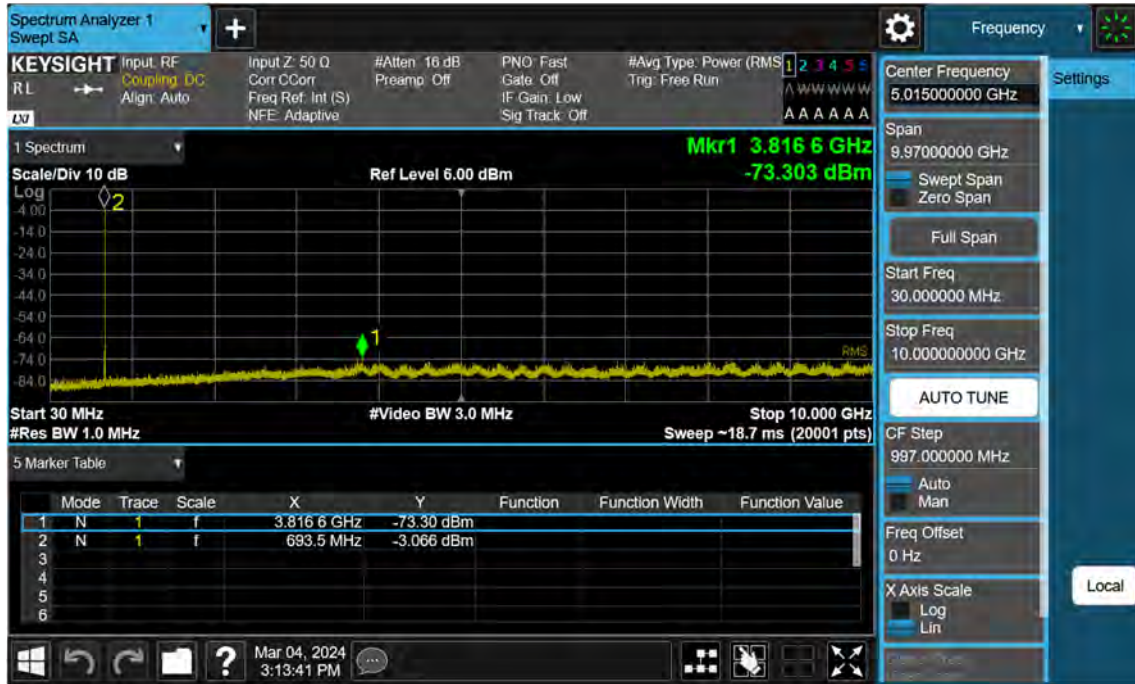 Spectrum Analyzer 1
Swept SA
Frequency
KEYSIGHT
RL
LXI
Input: RF
Coupling: DC
Align: Auto
Input Z: 50 Ω
Corr CCorr
Freq Ref: Int (S)
NFE: Adaptive
#Atten: 16 dB
Preamp: Off
PNO: Fast
Gate: Off
IF Gain: Low
Sig Track: Off
#Avg Type: Power (RMS
Trig: Free Run
1 2 3 4 5 6
A W W W W W
A A A A A A
Center Frequency
5.015000000 GHz
Settings
1 Spectrum
Scale/Div 10 dB
Ref Level 6.00 dBm
Mkr1 3.816 6 GHz
-73.303 dBm
Log
-4.00
-14.0
-24.0
-34.0
-44.0
-54.0
-64.0
-74.0
-84.0
2
1
RMS
Start 30 MHz
#Video BW 3.0 MHz
Stop 10.000 GHz
#Res BW 1.0 MHz
Sweep ~18.7 ms (20001 pts)
Span
9.97000000 GHz
Swept Span
Zero Span
Full Span
Start Freq
30.000000 MHz
Stop Freq
10.000000000 GHz
AUTO TUNE
CF Step
997.000000 MHz
Auto
Man
Freq Offset
0 Hz
X Axis Scale
Log
Lin
Local
5 Marker Table
Mode Trace Scale X Y Function Function Width Function Value
1 N 1 f 3.816 6 GHz -73.30 dBm
2 N 1 f 693.5 MHz -3.066 dBm
3
4
5
6
?
Mar 04, 2024
3:13:41 PM